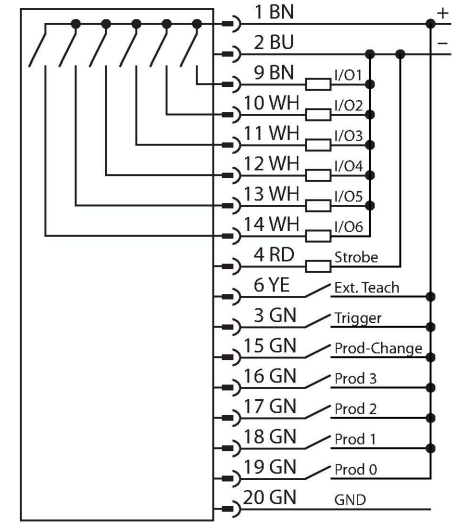 1 BN +
2 BU −
9 BN I/O1
10 WH I/O2
11 WH I/O3
12 WH I/O4
13 WH I/O5
14 WH I/O6
4 RD Strobe
6 YE Ext. Teach
3 GN Trigger
15 GN Prod-Change
16 GN Prod 3
17 GN Prod 2
18 GN Prod 1
19 GN Prod 0
20 GN GND